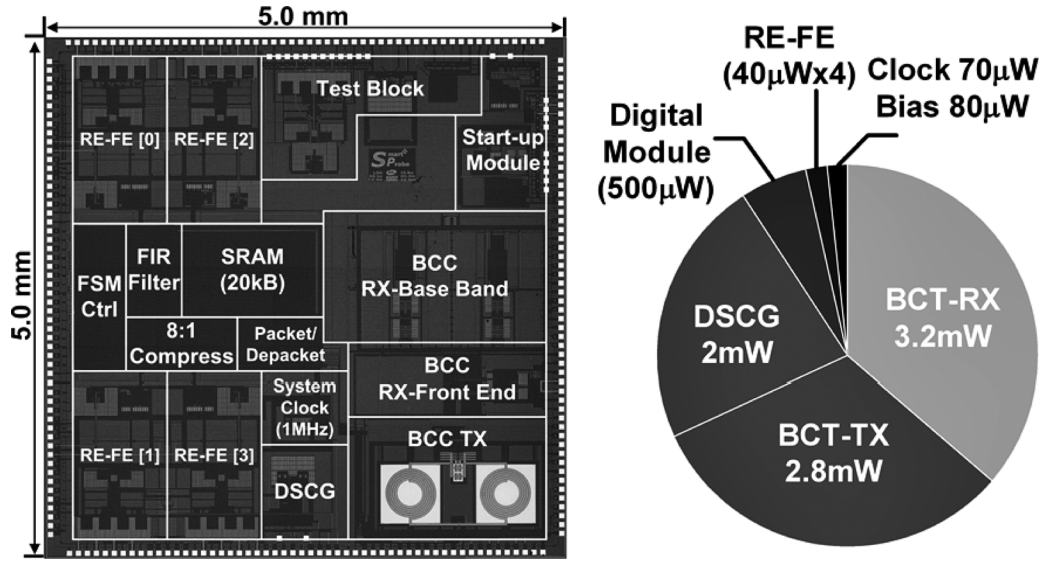 5.0 mm
5.0 mm
RE-FE [0]
RE-FE [2]
Test Block
Smart
Probe
Start-up
Module
FSM
Ctrl
FIR
Filter
SRAM
(20kB)
BCC
RX-Base Band
8:1
Compress
Packet/
Depacket
BCC
RX-Front End
RE-FE [1]
RE-FE [3]
System
Clock
(1MHz)
DSCG
BCC TX
RE-FE
(40μWx4)
Clock 70μW
Bias 80μW
Digital
Module
(500μW)
BCT-RX
3.2mW
DSCG
2mW
BCT-TX
2.8mW